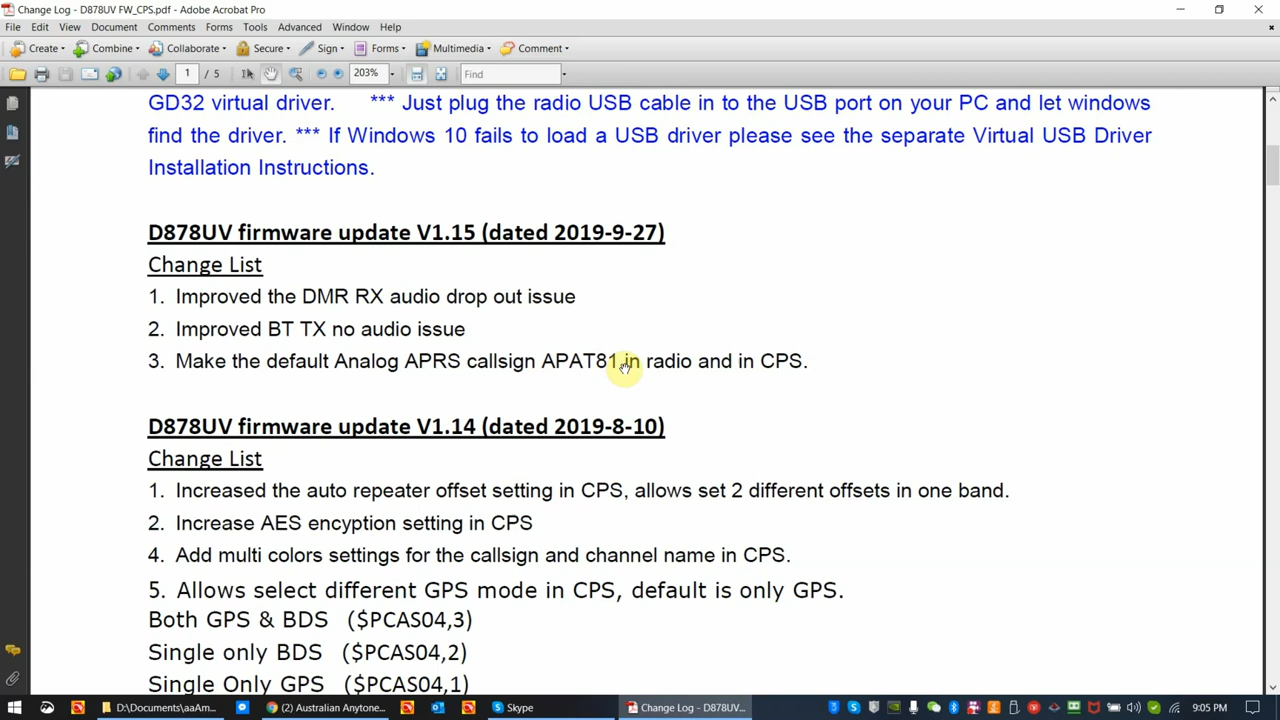 Change Log - D878UV FW_CPS.pdf - Adobe Acrobat Pro
File Edit View Document Comments Forms Tools Advanced Window Help
Create Combine Collaborate Secure Sign Forms Multimedia Comment
1 / 5 203% Find
GD32 virtual driver. *** Just plug the radio USB cable in to the USB port on your PC and let windows
find the driver. *** If Windows 10 fails to load a USB driver please see the separate Virtual USB Driver
Installation Instructions.
D878UV firmware update V1.15 (dated 2019-9-27)
Change List
1. Improved the DMR RX audio drop out issue
2. Improved BT TX no audio issue
3. Make the default Analog APRS callsign APAT81 in radio and in CPS.
D878UV firmware update V1.14 (dated 2019-8-10)
Change List
1. Increased the auto repeater offset setting in CPS, allows set 2 different offsets in one band.
2. Increase AES encyption setting in CPS
4. Add multi colors settings for the callsign and channel name in CPS.
5. Allows select different GPS mode in CPS, default is only GPS.
Both GPS & BDS ($PCAS04,3)
Single only BDS ($PCAS04,2)
Single Only GPS ($PCAS04,1)
D:\Documents\aaAm... (2) Australian Anytone... Skype Change Log - D878UV... 9:05 PM